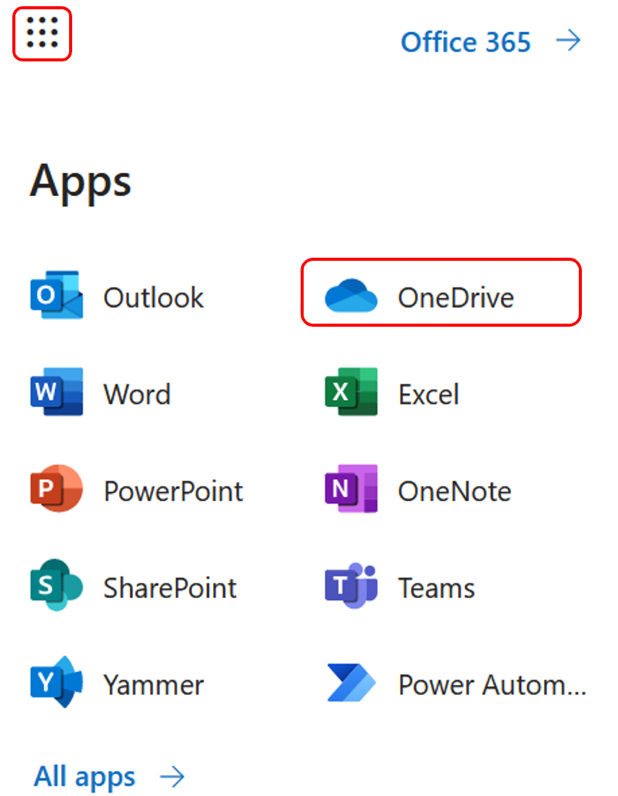 Office 365
Apps
O Outlook
OneDrive
W Word
X Excel
P PowerPoint
N OneNote
S SharePoint
T Teams
Y Yammer
Power Autom...
All apps